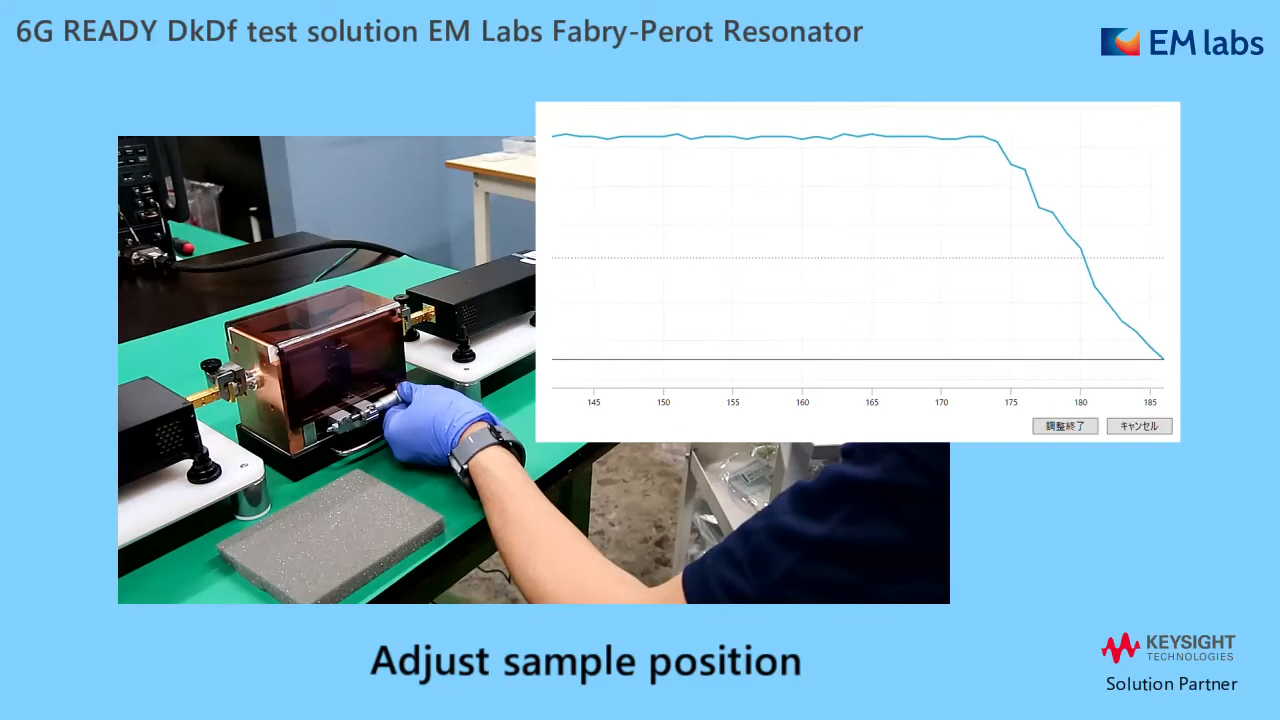 6G READY DkDf test solution EM Labs Fabry-Perot Resonator
EM labs
145 150 155 160 165 170 175 180 185
調整終了 キャンセル
Adjust sample position
KEYSIGHT
TECHNOLOGIES
Solution Partner